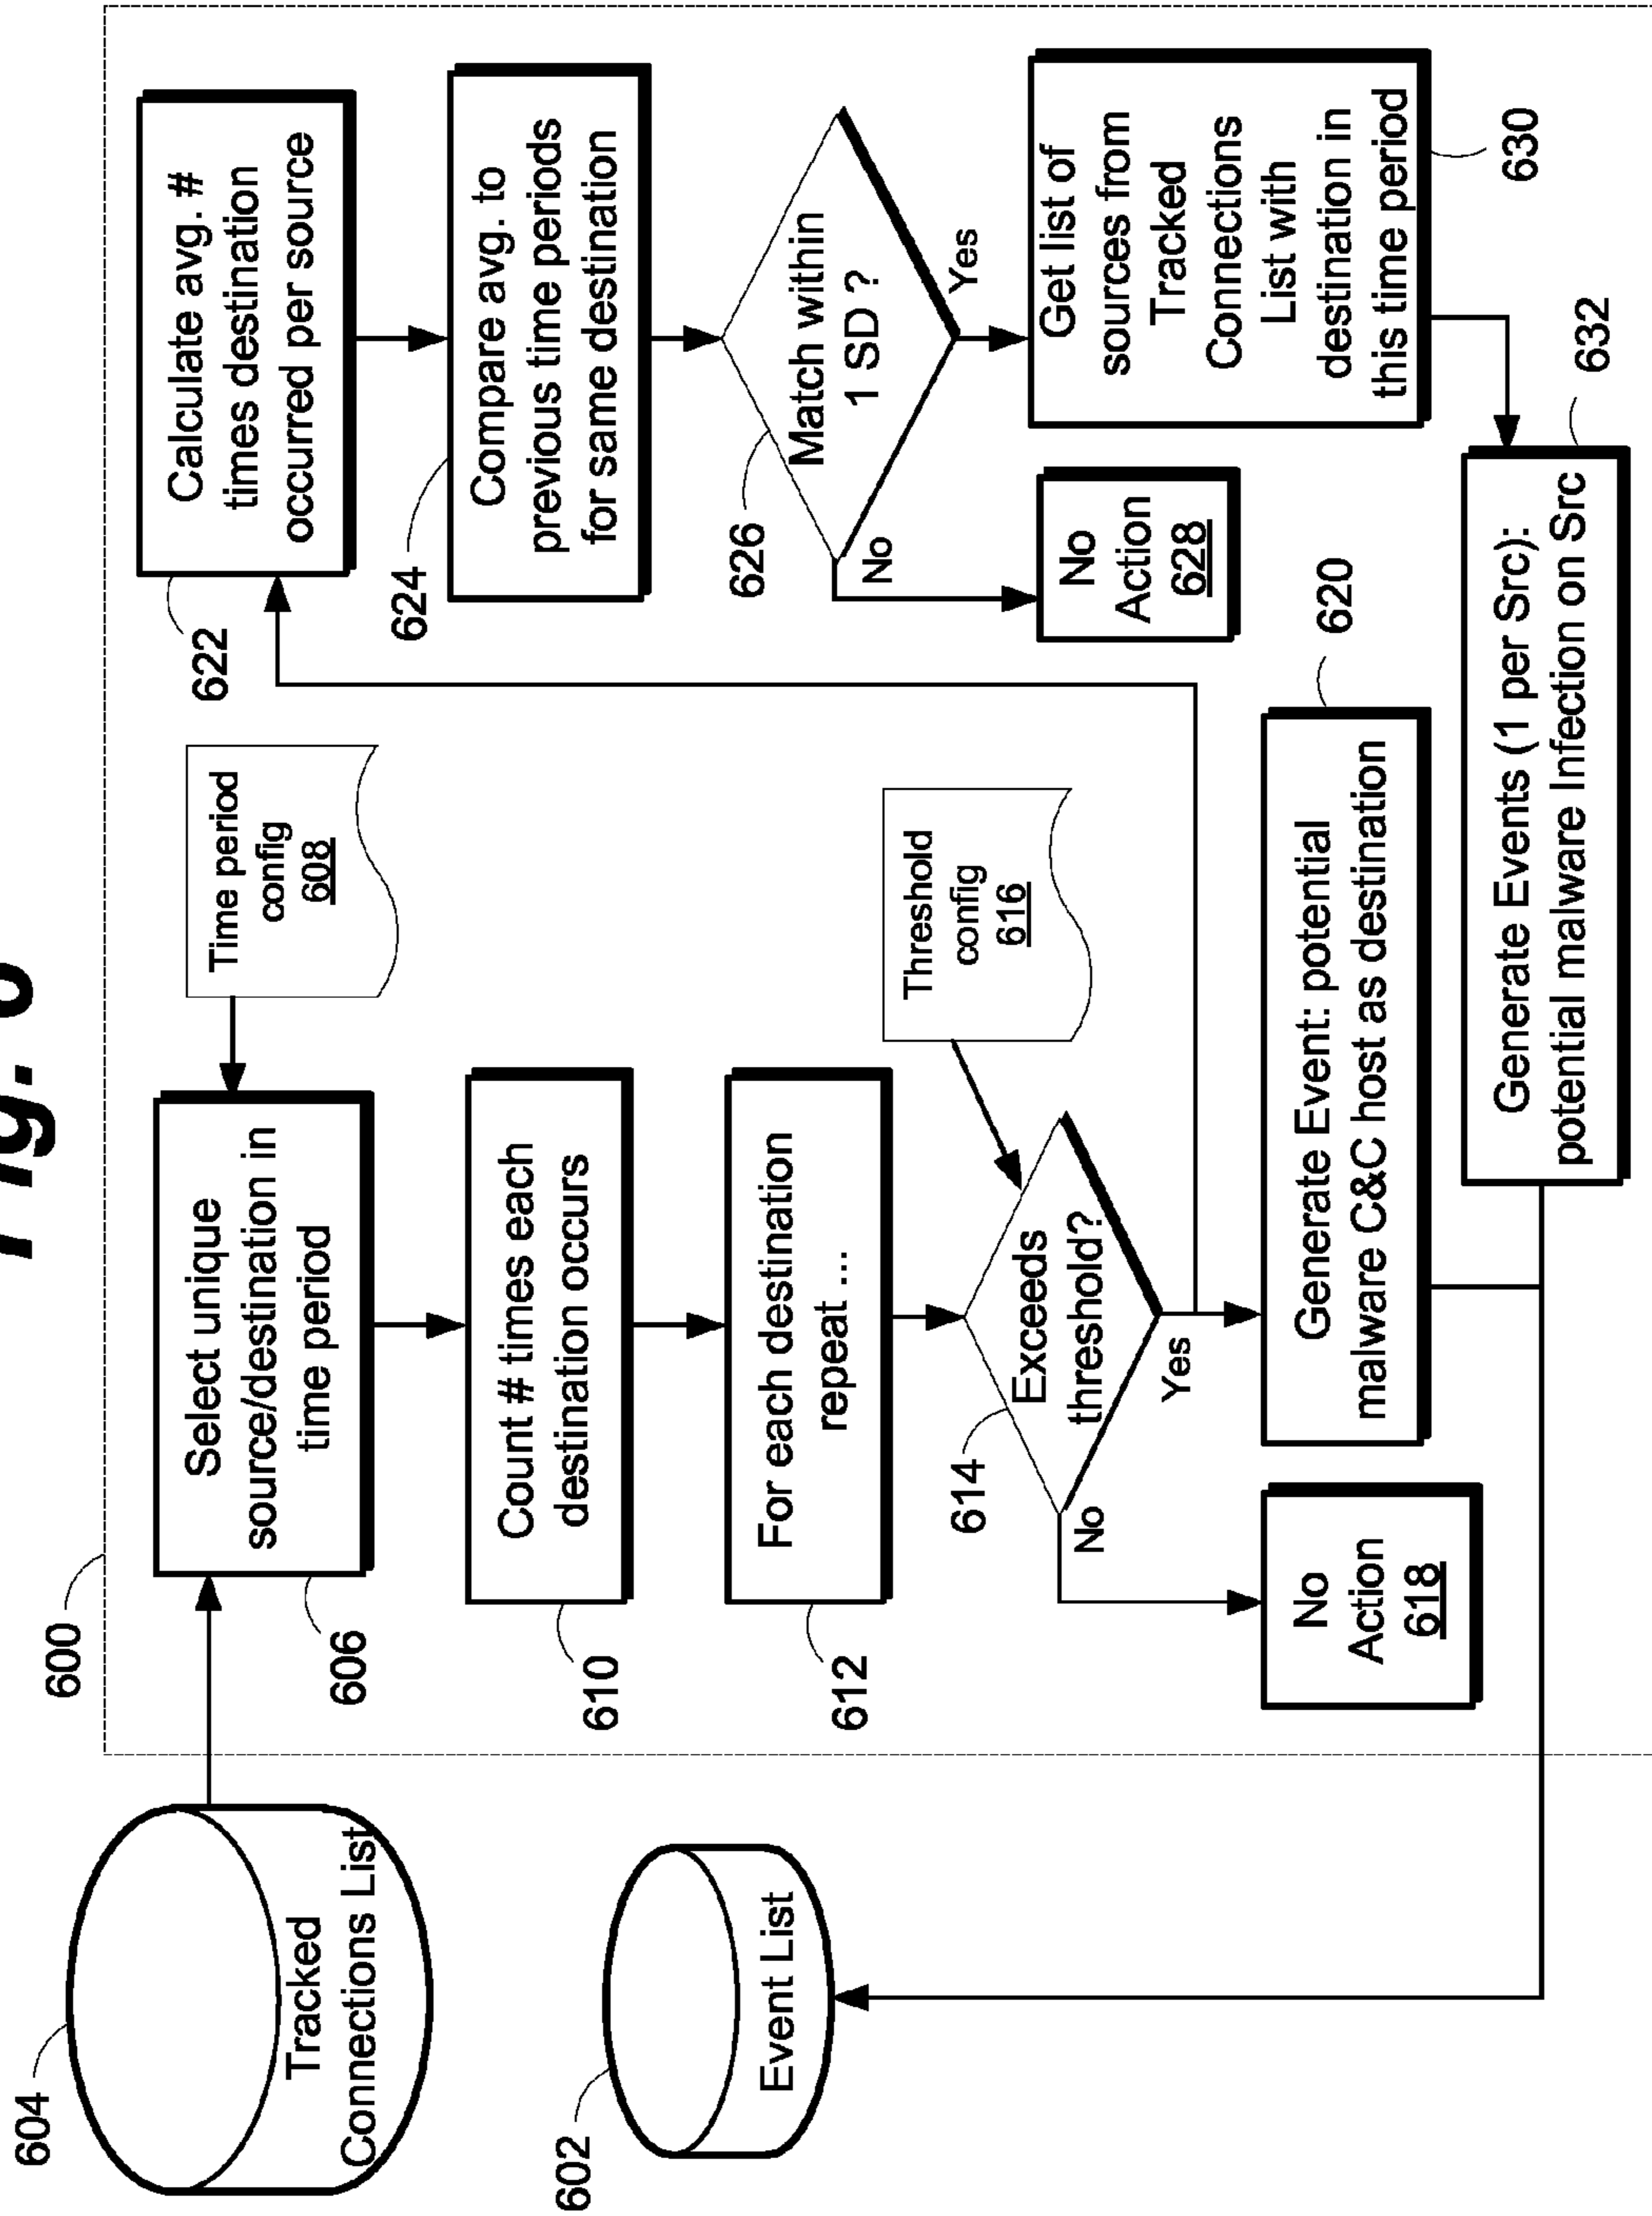 600
604
Tracked
Connections List
602
Event List
Select unique
source/destination in
time period
606
Time period
config
608
Count # times each
destination occurs
610
For each destination
repeat ...
612
Threshold
config
616
Exceeds
threshold?
614
No
Yes
No
Action
618
Generate Event: potential
malware C&C host as destination
620
Calculate avg. #
times destination
occurred per source
622
Compare avg. to
previous time periods
for same destination
624
Match within
1 SD ?
626
No
Yes
No
Action
628
Get list of
sources from
Tracked
Connections
List with
destination in
this time period
630
Generate Events (1 per Src):
potential malware Infection on Src
632